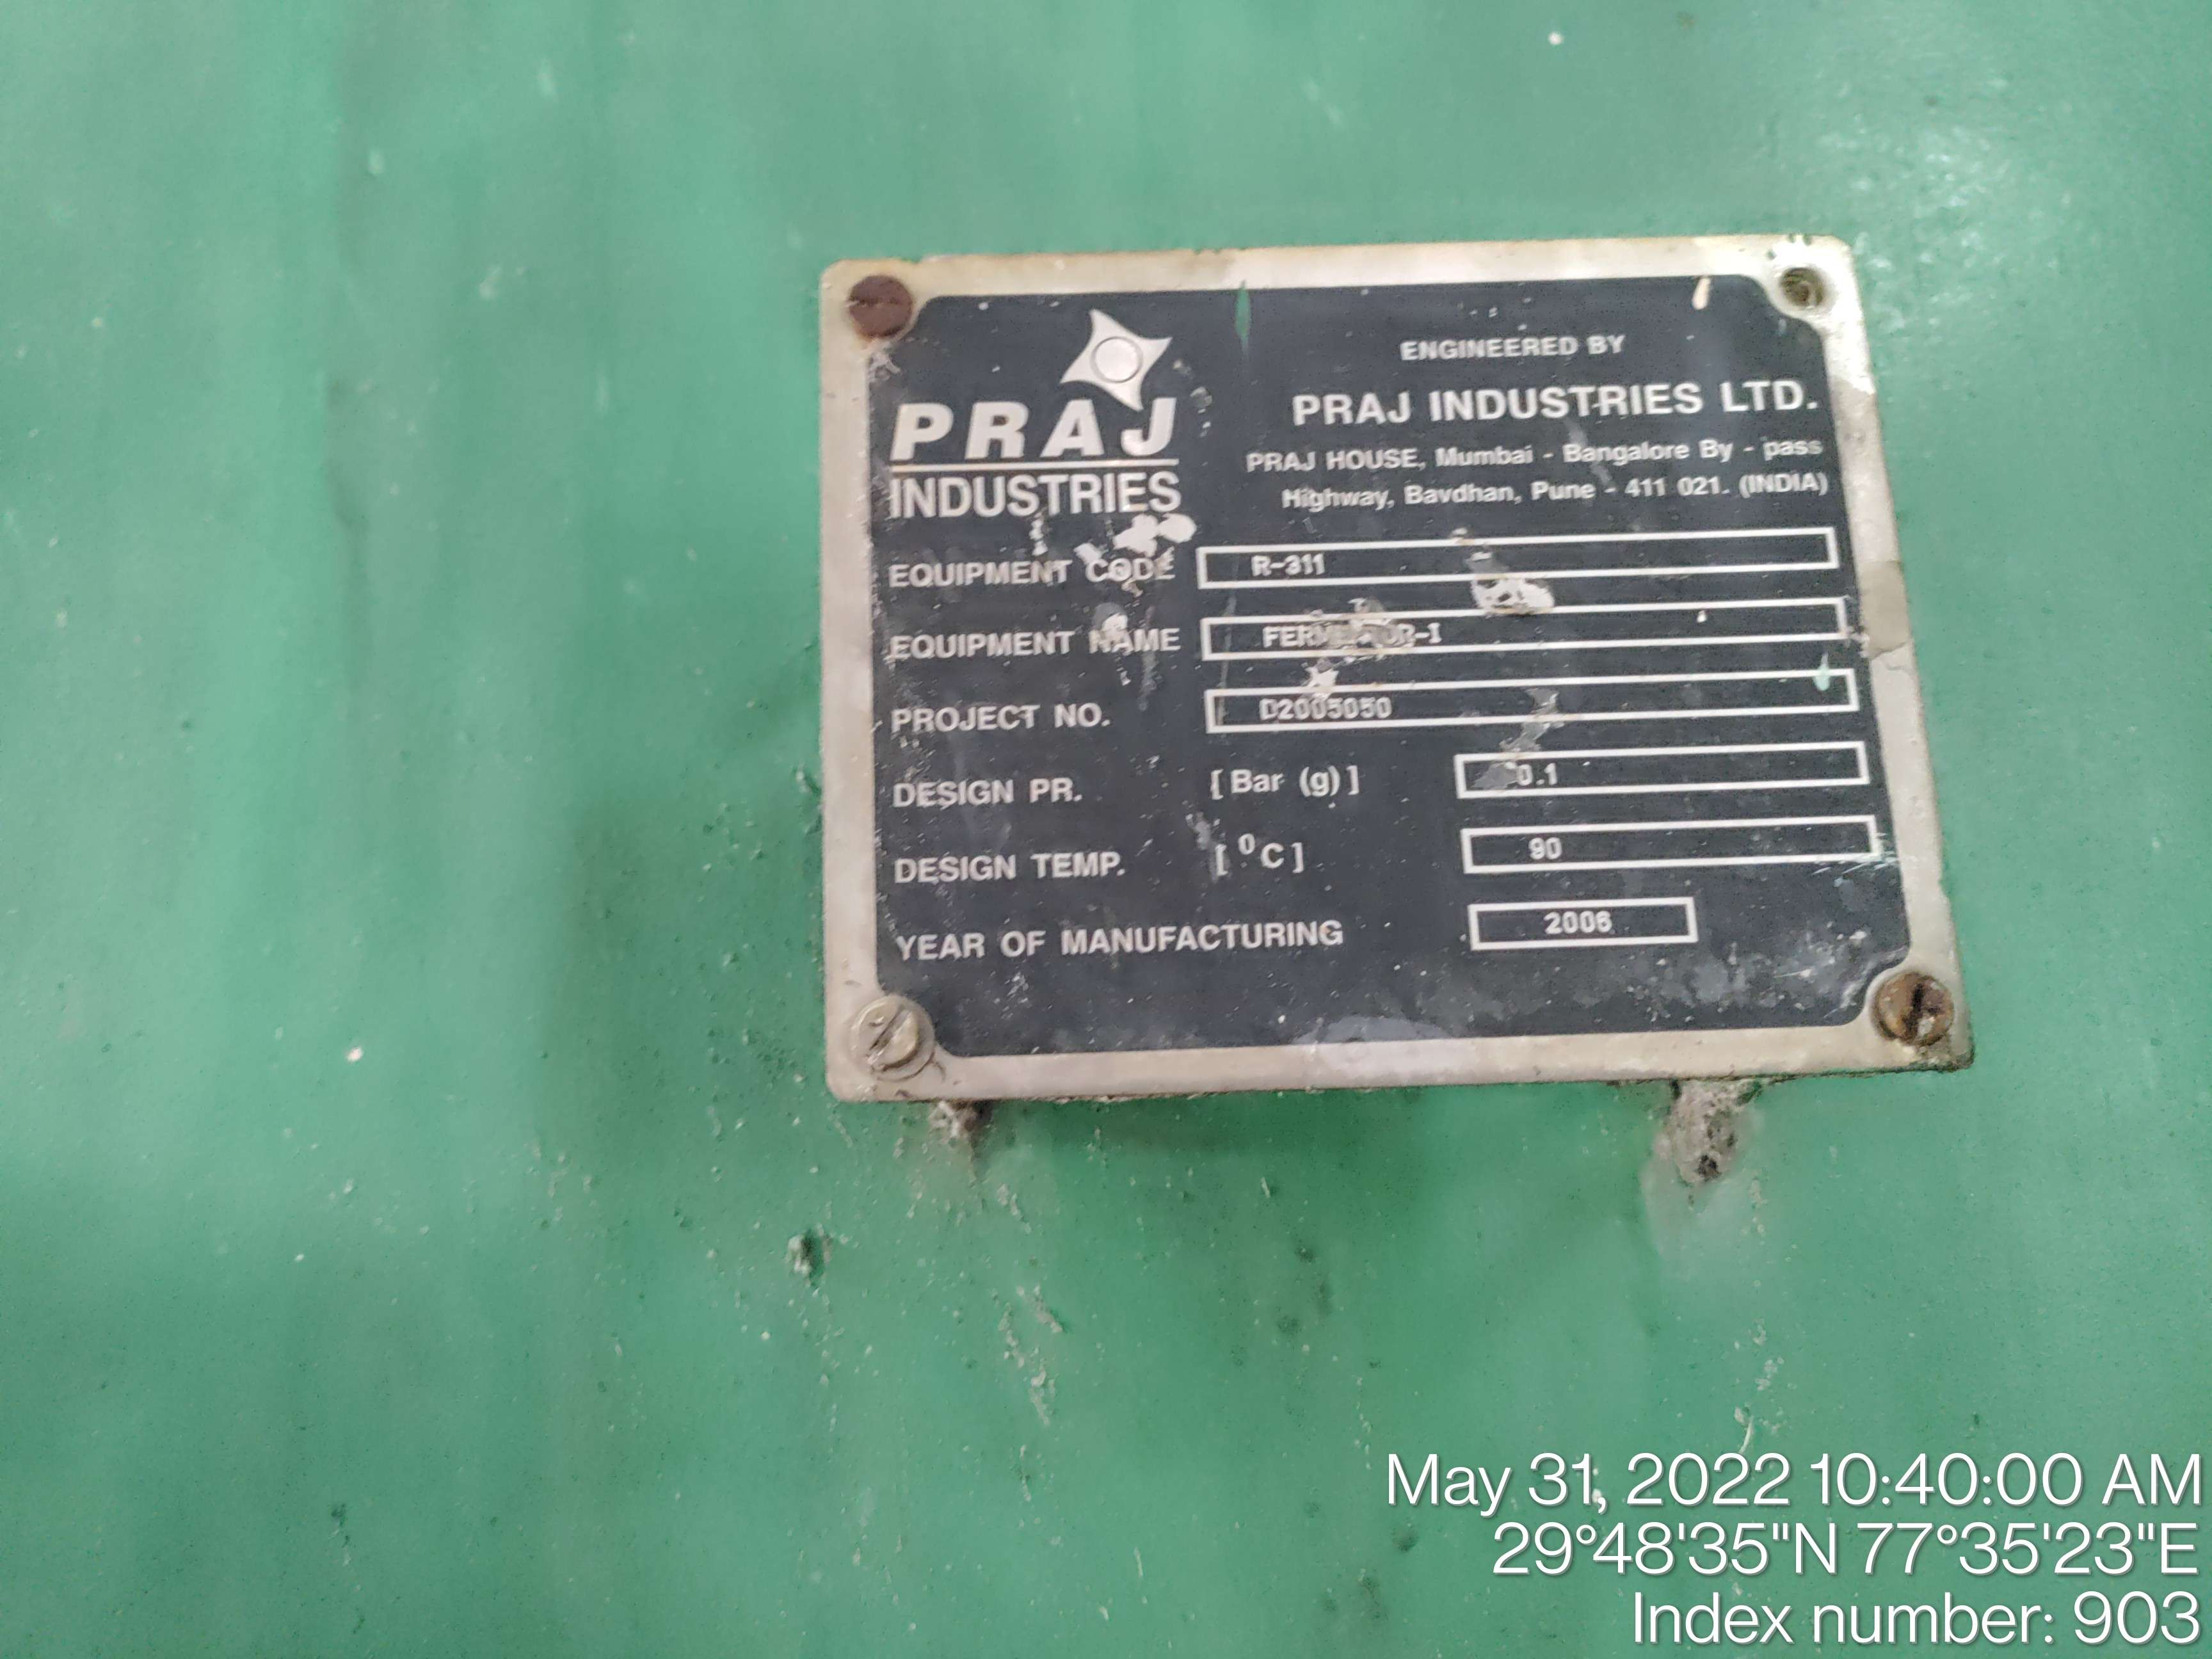 PRAJ
INDUSTRIES
ENGINEERED BY
PRAJ INDUSTRIES LTD.
PRAJ HOUSE, Mumbai - Bangalore By - pass
Highway, Bavdhan, Pune - 411 021. (INDIA)
EQUIPMENT CODE R-311
EQUIPMENT NAME FERMENTOR-I
PROJECT NO. D2005050
DESIGN PR. [ Bar (g) ] 0.1
DESIGN TEMP. [ ⁰C ] 90
YEAR OF MANUFACTURING 2006
May 31, 2022 10:40:00 AM
29°48'35"N 77°35'23"E
Index number: 903